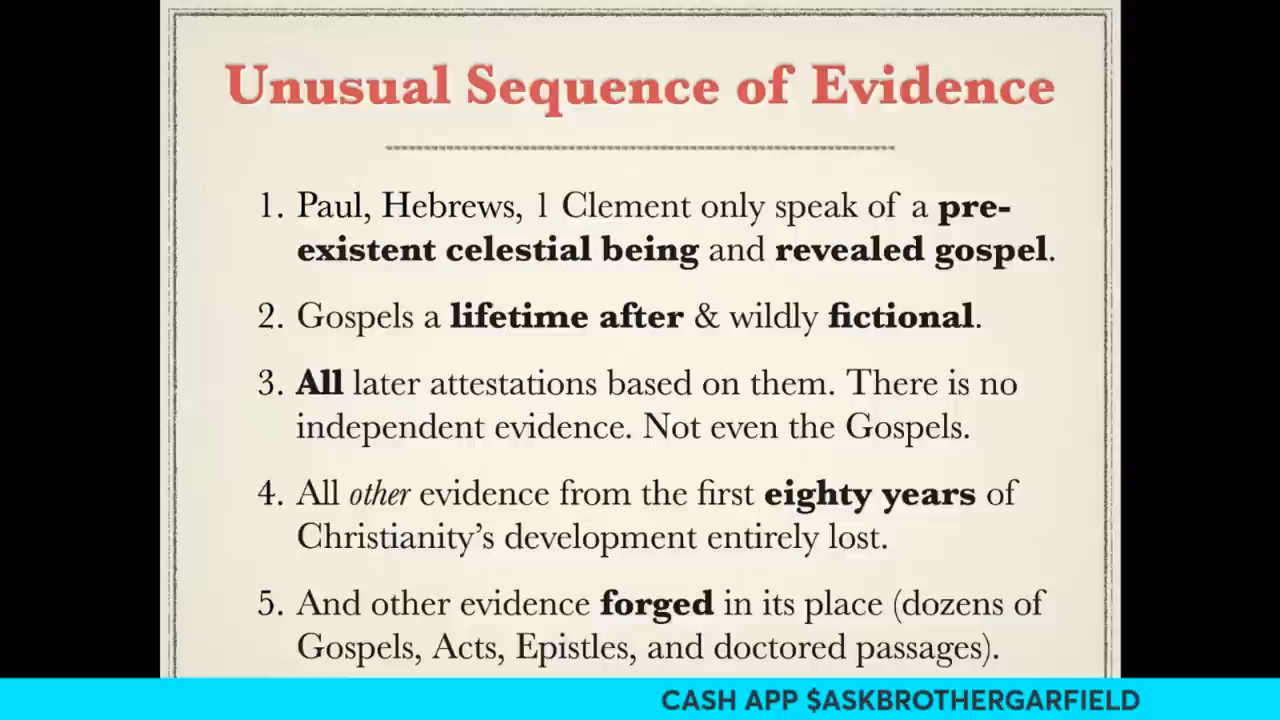 Unusual Sequence of Evidence
1. Paul, Hebrews, 1 Clement only speak of a pre-
existent celestial being and revealed gospel.
2. Gospels a lifetime after & wildly fictional.
3. All later attestations based on them. There is no
independent evidence. Not even the Gospels.
4. All other evidence from the first eighty years of
Christianity’s development entirely lost.
5. And other evidence forged in its place (dozens of
Gospels, Acts, Epistles, and doctored passages).
CASH APP $ASKBROTHERGARFIELD